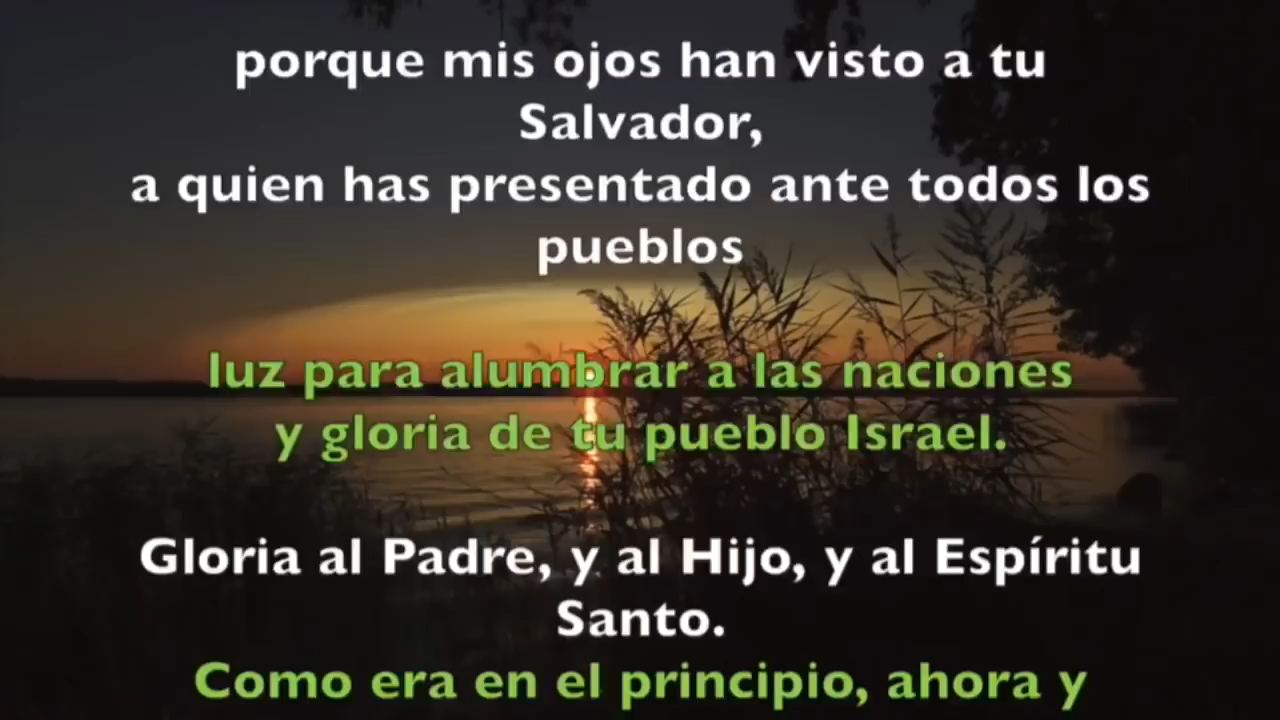 porque mis ojos han visto a tu
Salvador,
a quien has presentado ante todos los
pueblos
luz para alumbrar a las naciones
y gloria de tu pueblo Israel.
Gloria al Padre, y al Hijo, y al Espíritu
Santo.
Como era en el principio, ahora y